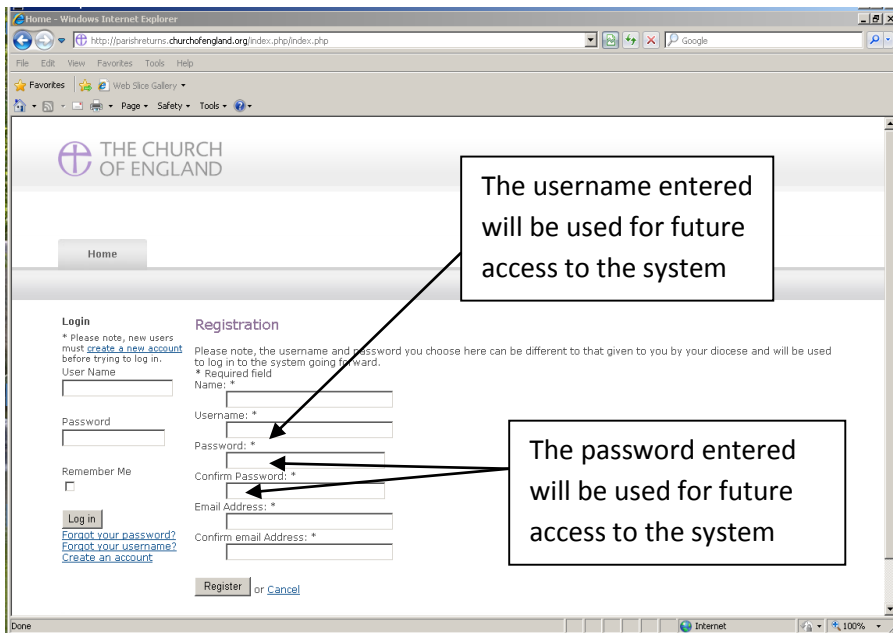 Home - Windows Internet Explorer
http://parishreturns.churchofengland.org/index.php/index.php
Google
File Edit View Favorites Tools Help
Favorites Web Slice Gallery
Page Safety Tools
THE CHURCH
OF ENGLAND
Home
The username entered
will be used for future
access to the system
Login
* Please note, new users
must create a new account
before trying to log in.
User Name
Password
Remember Me
Log in
Forgot your password?
Forgot your username?
Create an account
Registration
Please note, the username and password you choose here can be different to that given to you by your diocese and will be used
to log in to the system going forward.
* Required field
Name: *
Username: *
Password: *
Confirm Password: *
Email Address: *
Confirm email Address: *
Register or Cancel
The password entered
will be used for future
access to the system
Done
Internet
100%